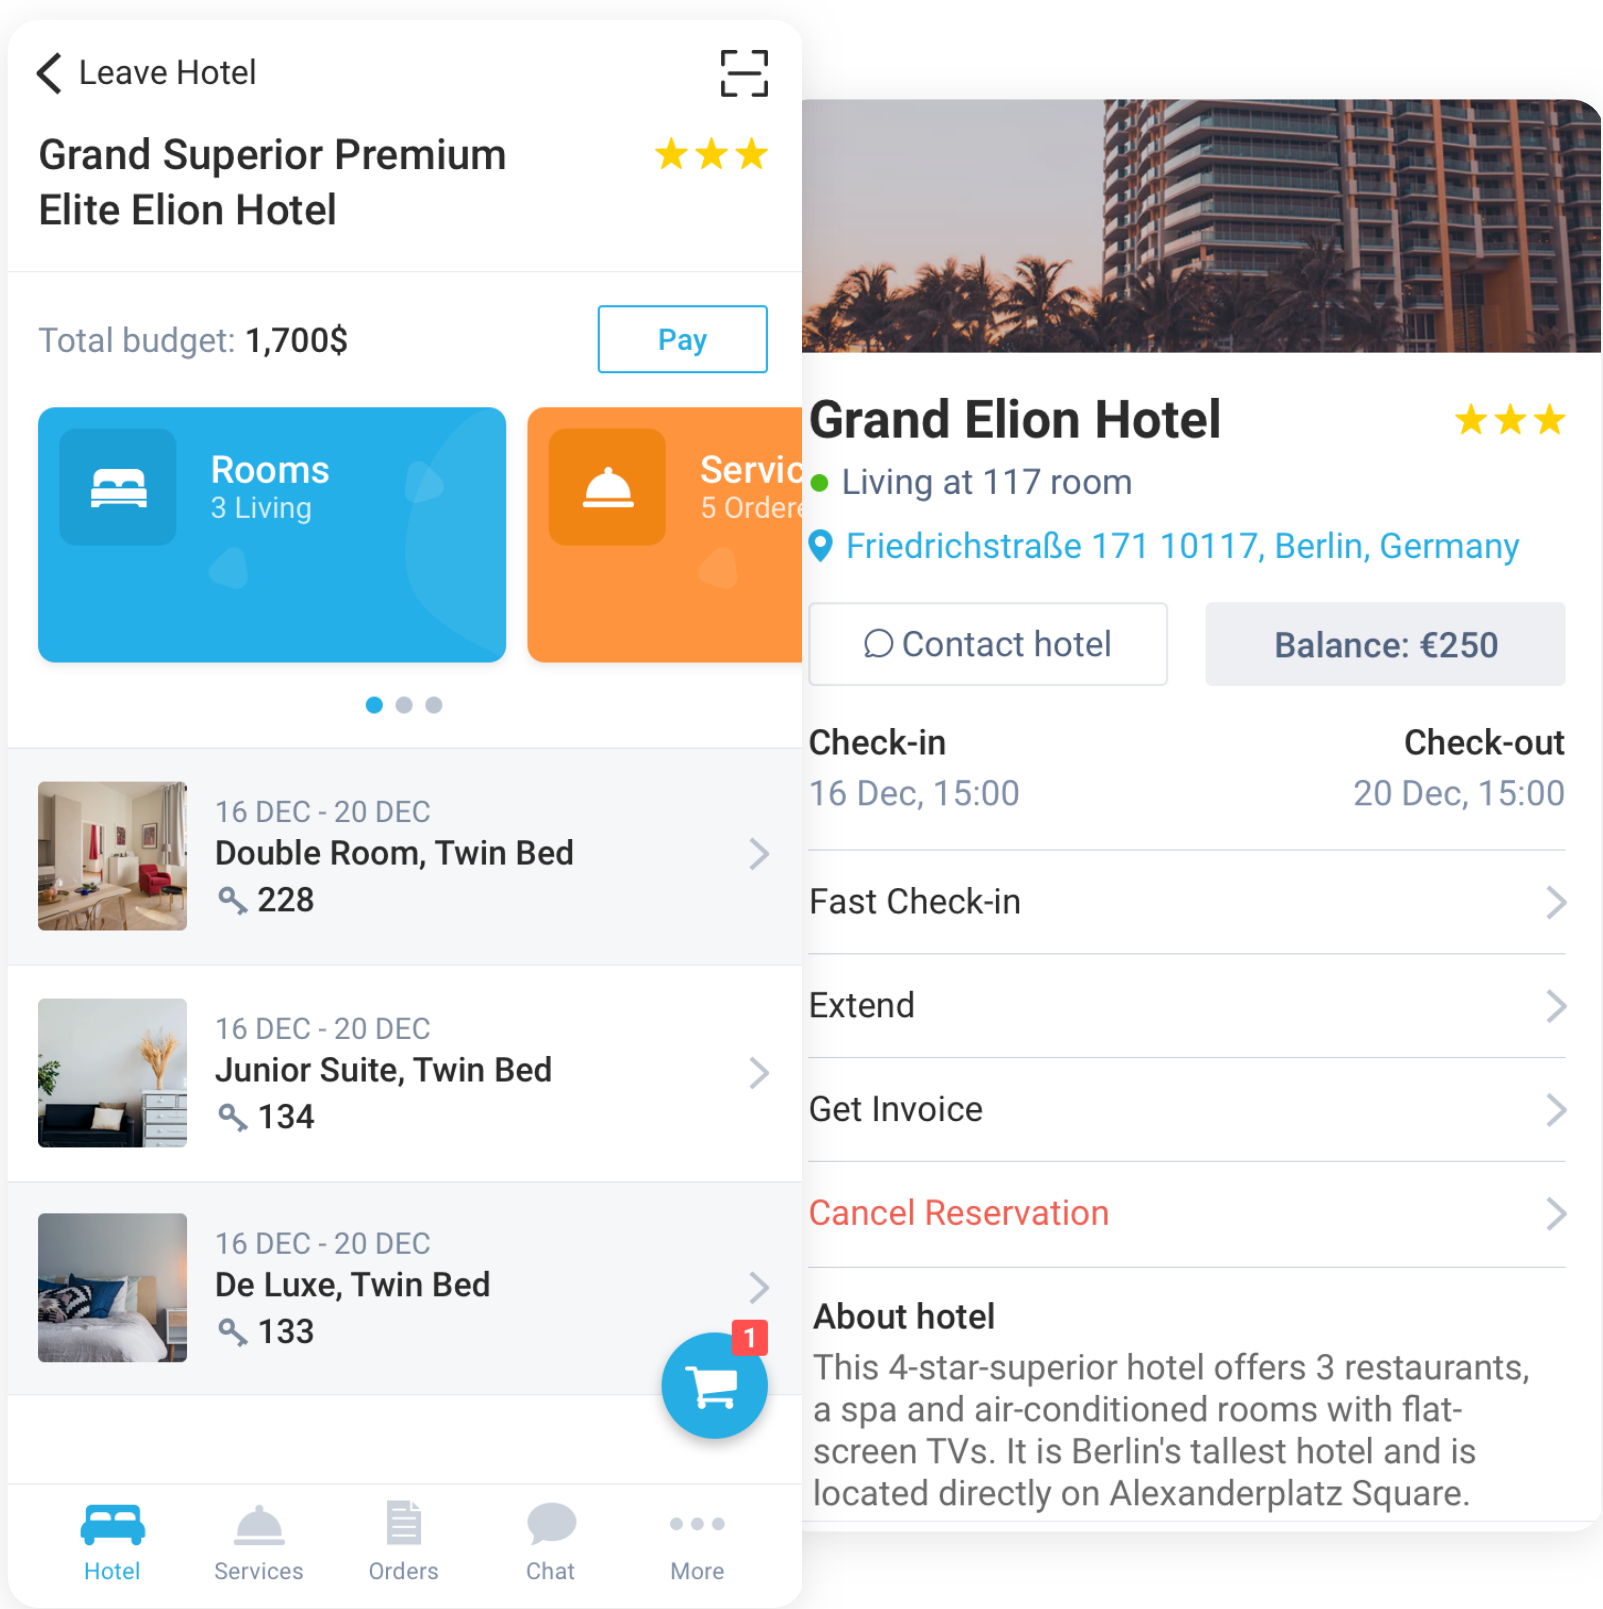 Leave Hotel
Grand Superior Premium
Elite Elion Hotel
Total budget: 1,700$
Pay
Rooms
3 Living
Servic
5 Ordere
16 DEC - 20 DEC
Double Room, Twin Bed
228
16 DEC - 20 DEC
Junior Suite, Twin Bed
134
16 DEC - 20 DEC
De Luxe, Twin Bed
133
1
Hotel
Services
Orders
Chat
More
Grand Elion Hotel
Living at 117 room
Friedrichstraße 171 10117, Berlin, Germany
Contact hotel
Balance: €250
Check-in
Check-out
16 Dec, 15:00
20 Dec, 15:00
Fast Check-in
Extend
Get Invoice
Cancel Reservation
About hotel
This 4-star-superior hotel offers 3 restaurants,
a spa and air-conditioned rooms with flat-
screen TVs. It is Berlin's tallest hotel and is
located directly on Alexanderplatz Square.